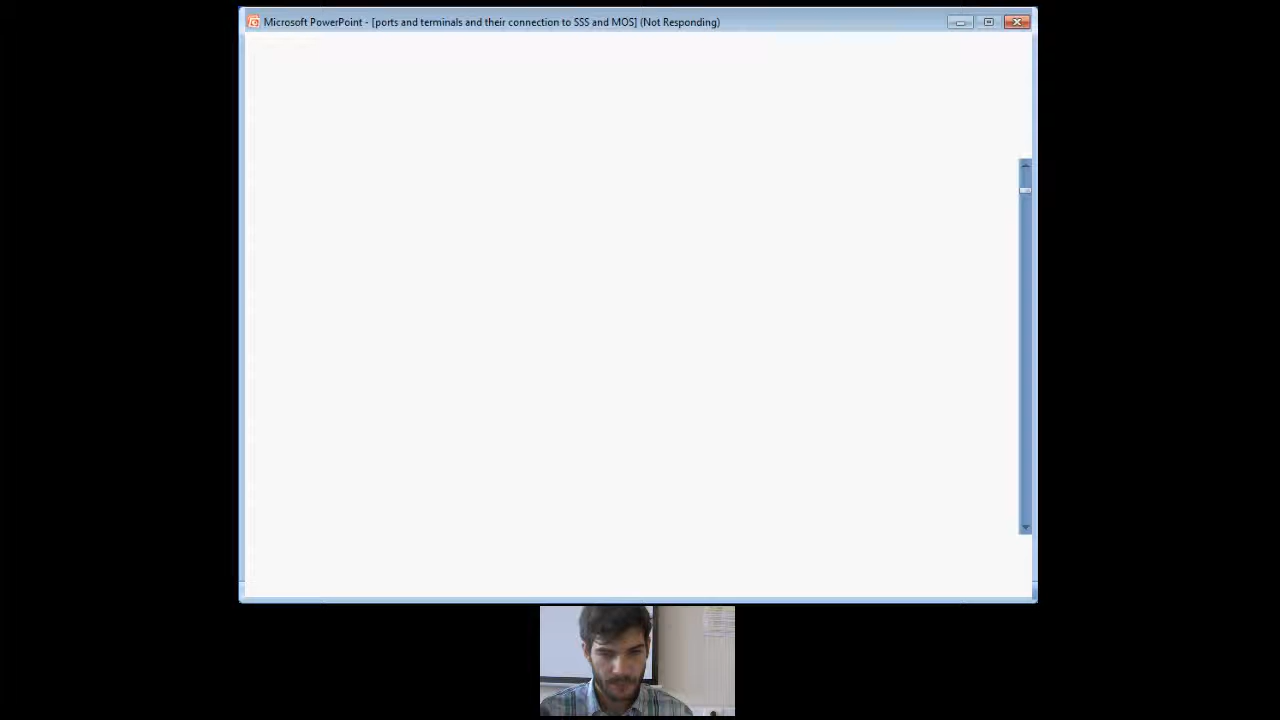 Microsoft PowerPoint - [ports and terminals and their connection to SSS and MOS] (Not Responding)